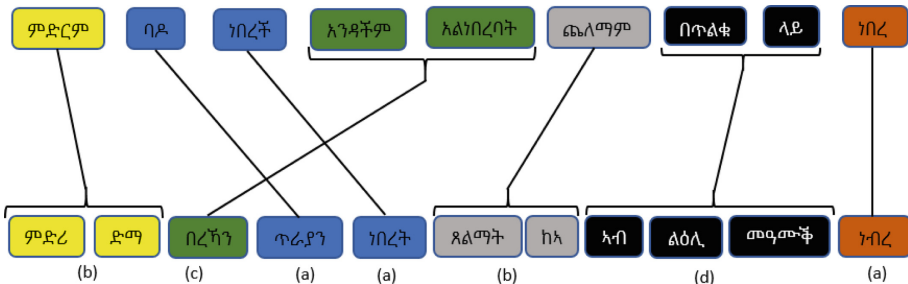 ምድርም ባዶ ነበረች አንዳችም አልነበረባት ጨለማም በጥልቁ ላይ ነበረ
ምድሪ ድማ በረኻን ጥራያን ነበረት ጸልማት ከኣ ኣብ ልዕሊ መዓሙቕ ነብረ
(b) (c) (a) (a) (b) (d) (a)